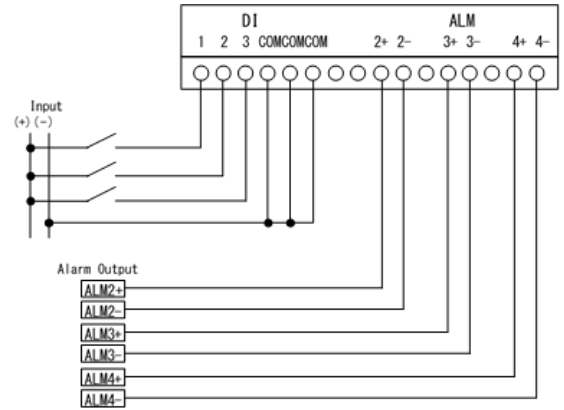 DI ALM
1 2 3 COMCOMCOM 2+ 2- 3+ 3- 4+ 4-
Input
(+) (-)
Alarm Output
ALM2+
ALM2-
ALM3+
ALM3-
ALM4+
ALM4-